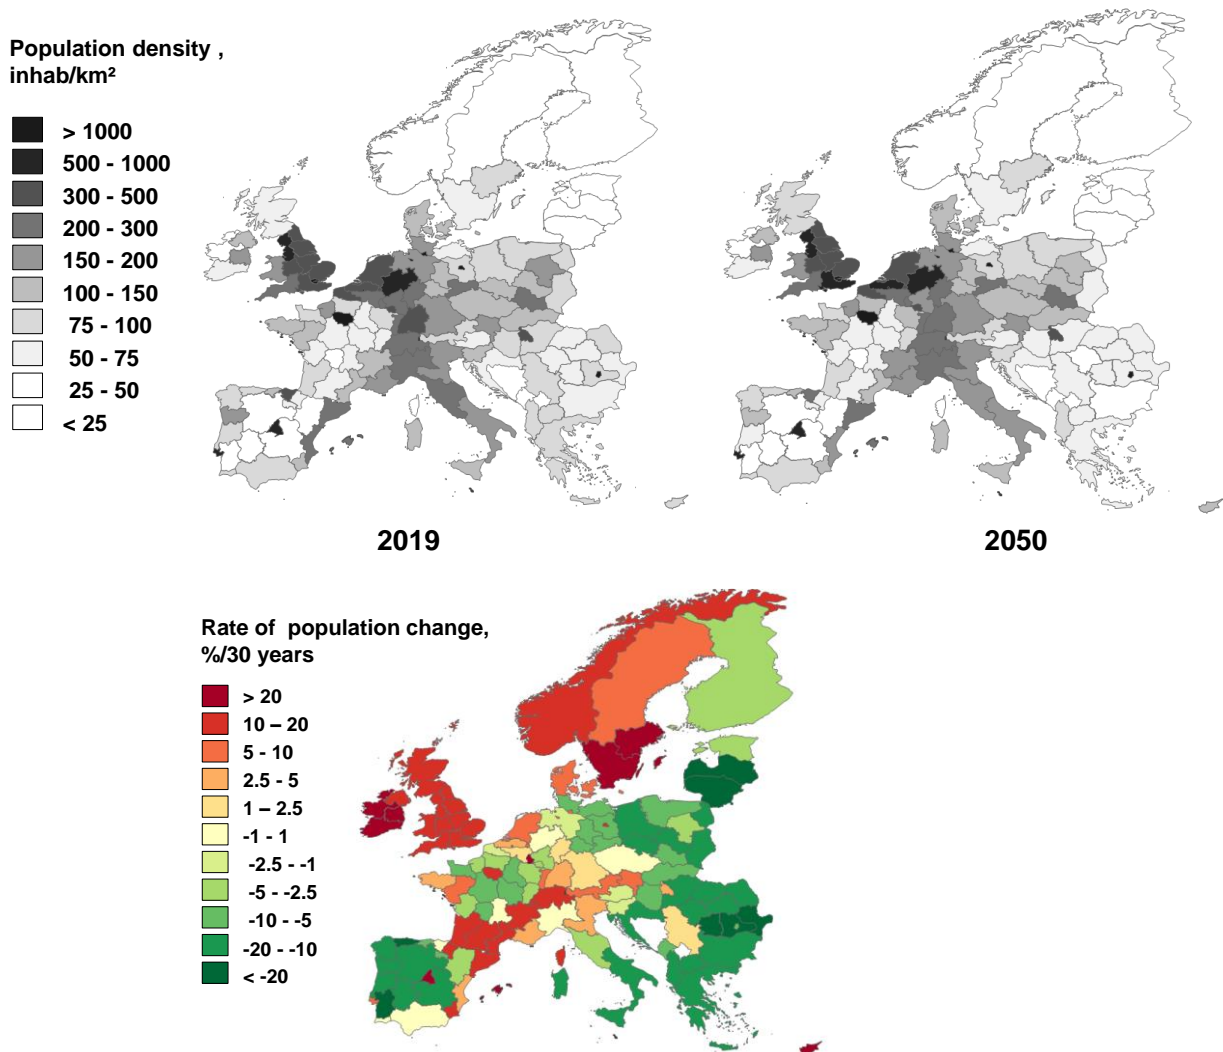 Population density ,
inhab/km²
> 1000
500 - 1000
300 - 500
200 - 300
150 - 200
100 - 150
75 - 100
50 - 75
25 - 50
< 25
2019
2050
Rate of  population change,
%/30 years
> 20
10 – 20
5 - 10
2.5 - 5
1 – 2.5
-1 - 1
-2.5 - -1
-5 - -2.5
-10 - -5
-20 - -10
< -20